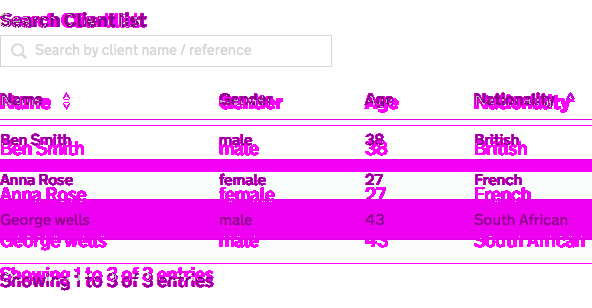 Search Client list
Search by client name / reference
Name Gender Age Nationality
Ben Smith male 38 British
Anna Rose female 27 French
George wells male 43 South African
Showing 1 to 3 of 3 entries